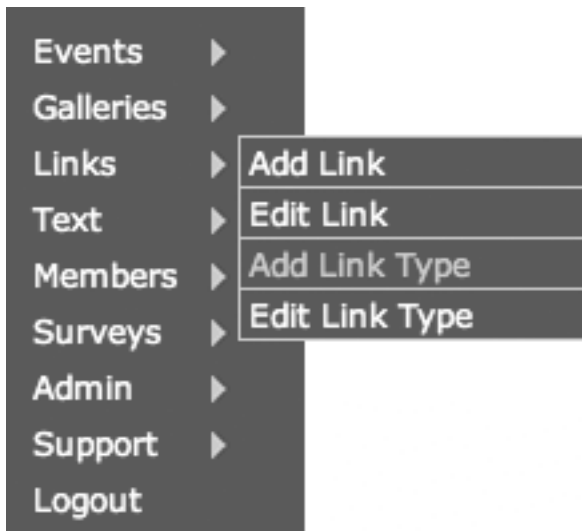 Events
Galleries
Links
Text
Members
Surveys
Admin
Support
Logout
Add Link
Edit Link
Add Link Type
Edit Link Type